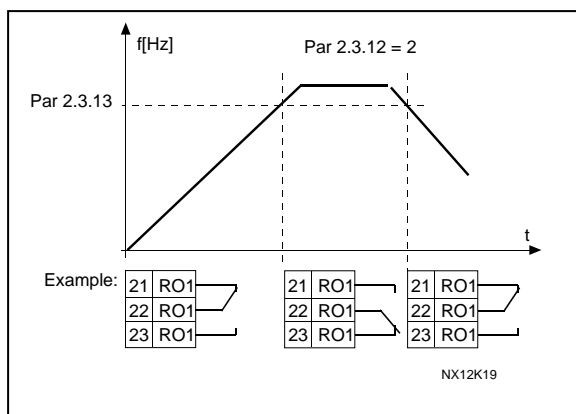 f[Hz]
Par 2.3.12 = 2
Par 2.3.13
t
Example:
21 RO1 21 RO1 21 RO1
22 RO1 22 RO1 22 RO1
23 RO1 23 RO1 23 RO1
NX12K19